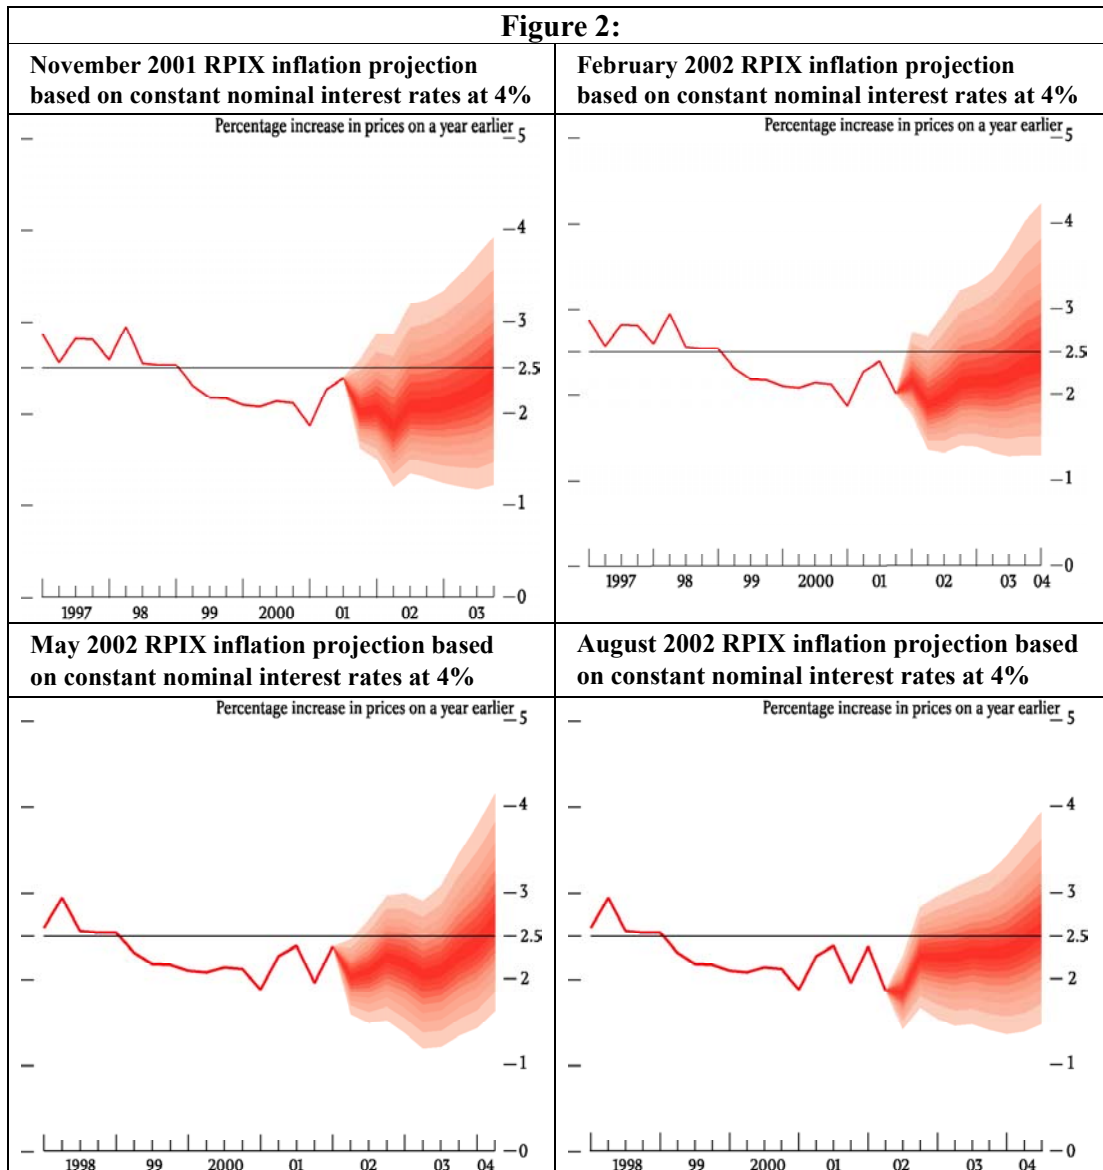 Figure 2:
November 2001 RPIX inflation projection
based on constant nominal interest rates at 4%
February 2002 RPIX inflation projection
based on constant nominal interest rates at 4%
Percentage increase in prices on a year earlier
5
4
3
2.5
2
1
0
1997 98 99 2000 01 02 03
Percentage increase in prices on a year earlier
5
4
3
2.5
2
1
0
1997 98 99 2000 01 02 03 04
May 2002 RPIX inflation projection based
on constant nominal interest rates at 4%
August 2002 RPIX inflation projection based
on constant nominal interest rates at 4%
Percentage increase in prices on a year earlier
5
4
3
2.5
2
1
0
1998 99 2000 01 02 03 04
Percentage increase in prices on a year earlier
5
4
3
2.5
2
1
0
1998 99 2000 01 02 03 04